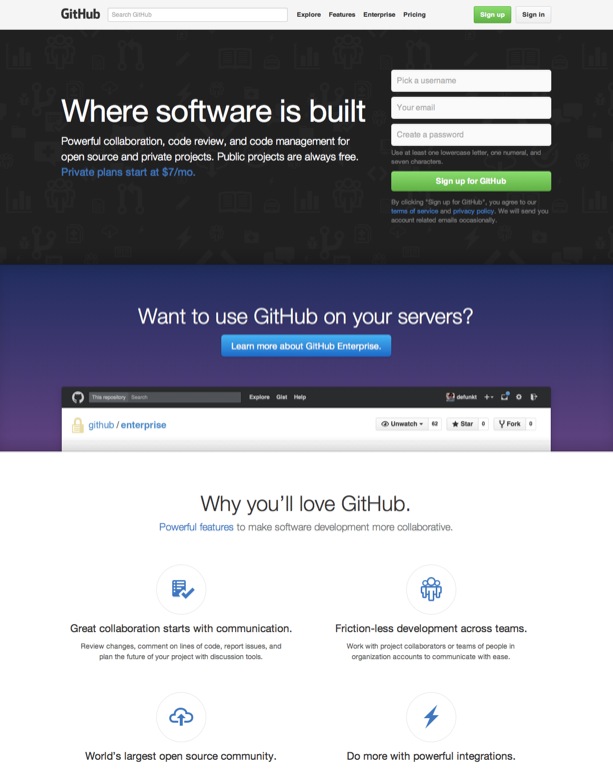 GitHub
Search GitHub
Explore Features Enterprise Pricing
Sign up
Sign in
Where software is built
Powerful collaboration, code review, and code management for
open source and private projects. Public projects are always free.
Private plans start at $7/mo.
Pick a username
Your email
Create a password
Use at least one lowercase letter, one numeral, and
seven characters.
Sign up for GitHub
By clicking "Sign up for GitHub", you agree to our
terms of service and privacy policy. We will send you
account related emails occasionally.
Want to use GitHub on your servers?
Learn more about GitHub Enterprise.
This repository Search
Explore Gist Help
defunkt
github / enterprise
Unwatch 62
Star 0
Fork 0
Why you'll love GitHub.
Powerful features to make software development more collaborative.
Great collaboration starts with communication.
Review changes, comment on lines of code, report issues, and
plan the future of your project with discussion tools.
Friction-less development across teams.
Work with project collaborators or teams of people in
organization accounts to communicate with ease.
World's largest open source community.
Do more with powerful integrations.